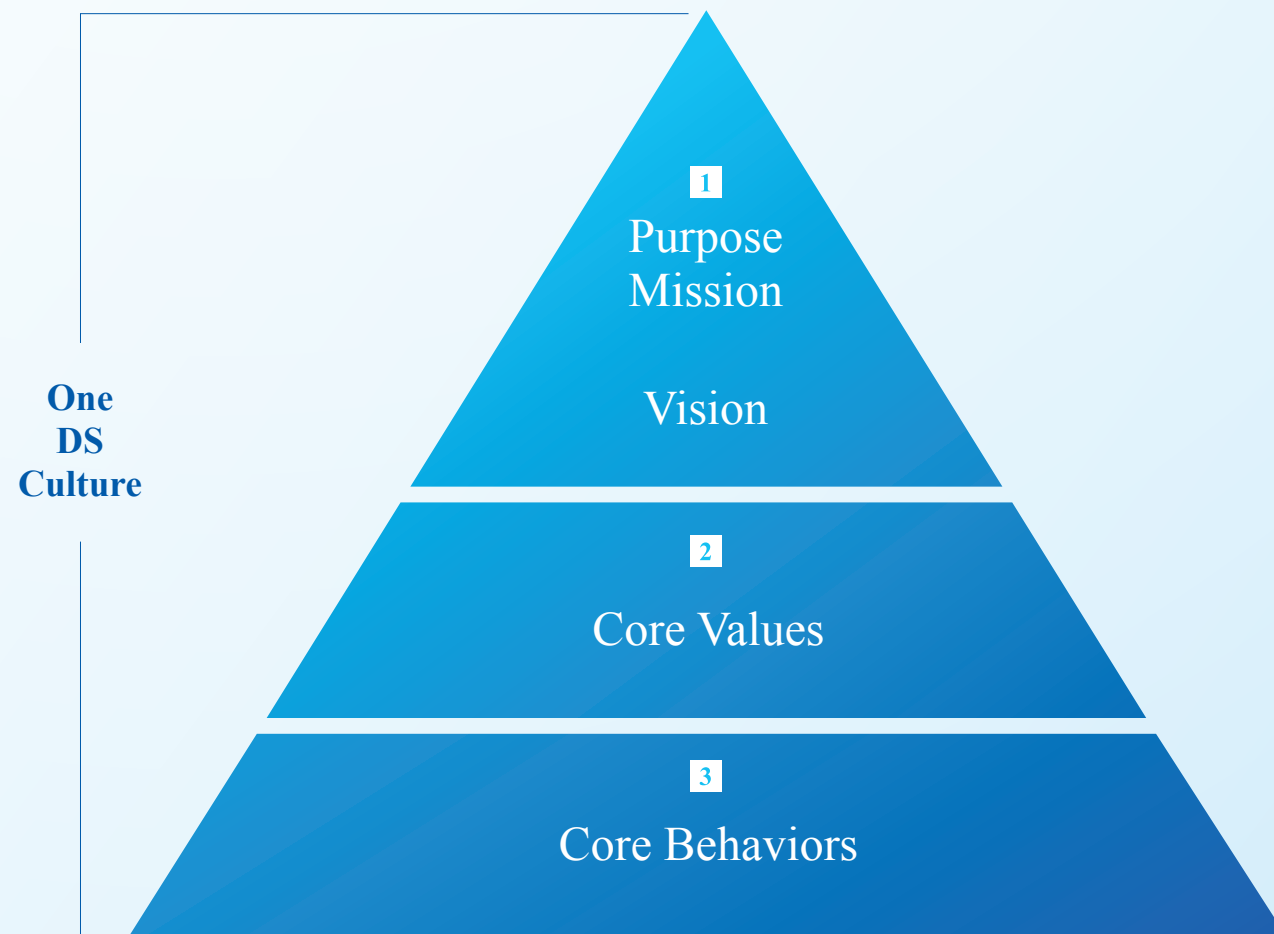 One
DS
Culture
1
Purpose
Mission
Vision
2
Core Values
3
Core Behaviors